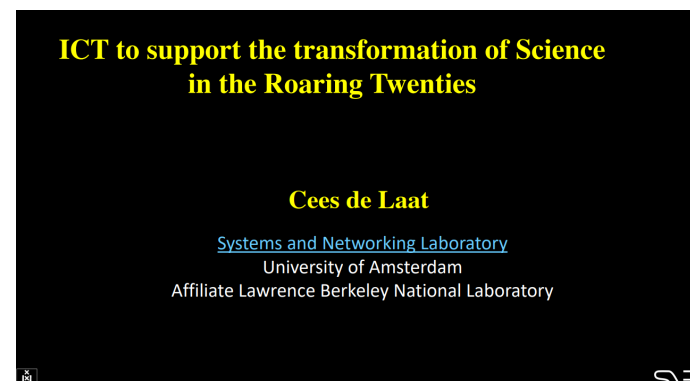 ICT to support the transformation of Science
in the Roaring Twenties
Cees de Laat
Systems and Networking Laboratory
University of Amsterdam
Affiliate Lawrence Berkeley National Laboratory